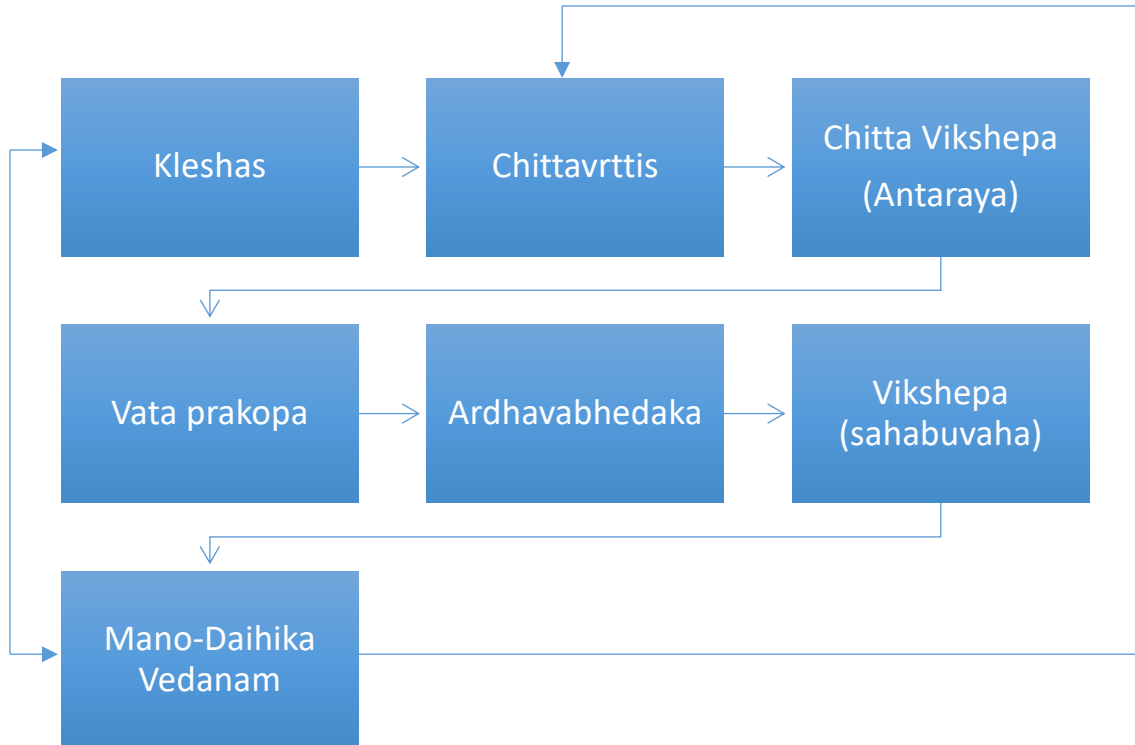 Kleshas
Chittavrttis
Chitta Vikshepa
(Antaraya)
Vata prakopa
Ardhavabhedaka
Vikshepa
(sahabuvaha)
Mano-Daihika
Vedanam